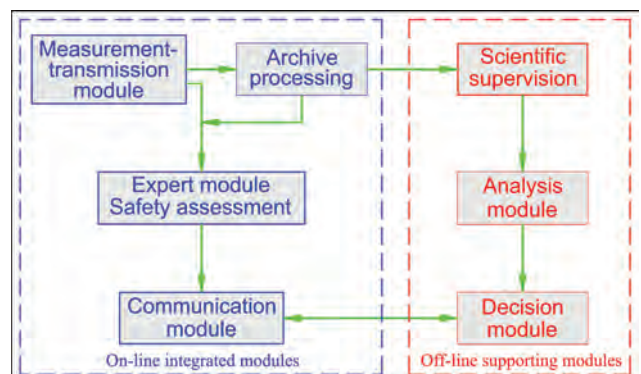 Measurement-
transmission
module
Archive
processing
Scientific
supervision
Expert module
Safety assessment
Analysis
module
Communication
module
Decision
module
On-line integrated modules
Off-line supporting modules